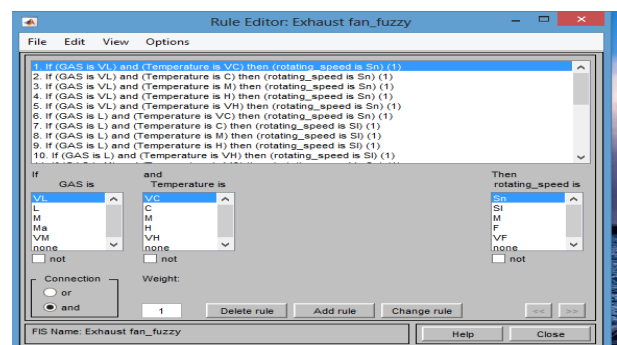 Rule Editor: Exhaust fan_fuzzy
File Edit View Options
1. If (GAS is VL) and (Temperature is VC) then (rotating_speed is Sn) (1)
2. If (GAS is VL) and (Temperature is C) then (rotating_speed is Sn) (1)
3. If (GAS is VL) and (Temperature is M) then (rotating_speed is Sn) (1)
4. If (GAS is VL) and (Temperature is H) then (rotating_speed is Sn) (1)
5. If (GAS is VL) and (Temperature is VH) then (rotating_speed is Sn) (1)
6. If (GAS is L) and (Temperature is VC) then (rotating_speed is Sn) (1)
7. If (GAS is L) and (Temperature is C) then (rotating_speed is Sl) (1)
8. If (GAS is L) and (Temperature is M) then (rotating_speed is Sl) (1)
9. If (GAS is L) and (Temperature is H) then (rotating_speed is Sl) (1)
10. If (GAS is L) and (Temperature is VH) then (rotating_speed is Sl) (1)
If and Then
GAS is Temperature is rotating_speed is
VL VC Sn
L C Sl
M M M
Ma H F
VM VH VF
none none none
not not not
Connection Weight:
or
and 1 Delete rule Add rule Change rule << >>
FIS Name: Exhaust fan_fuzzy Help Close